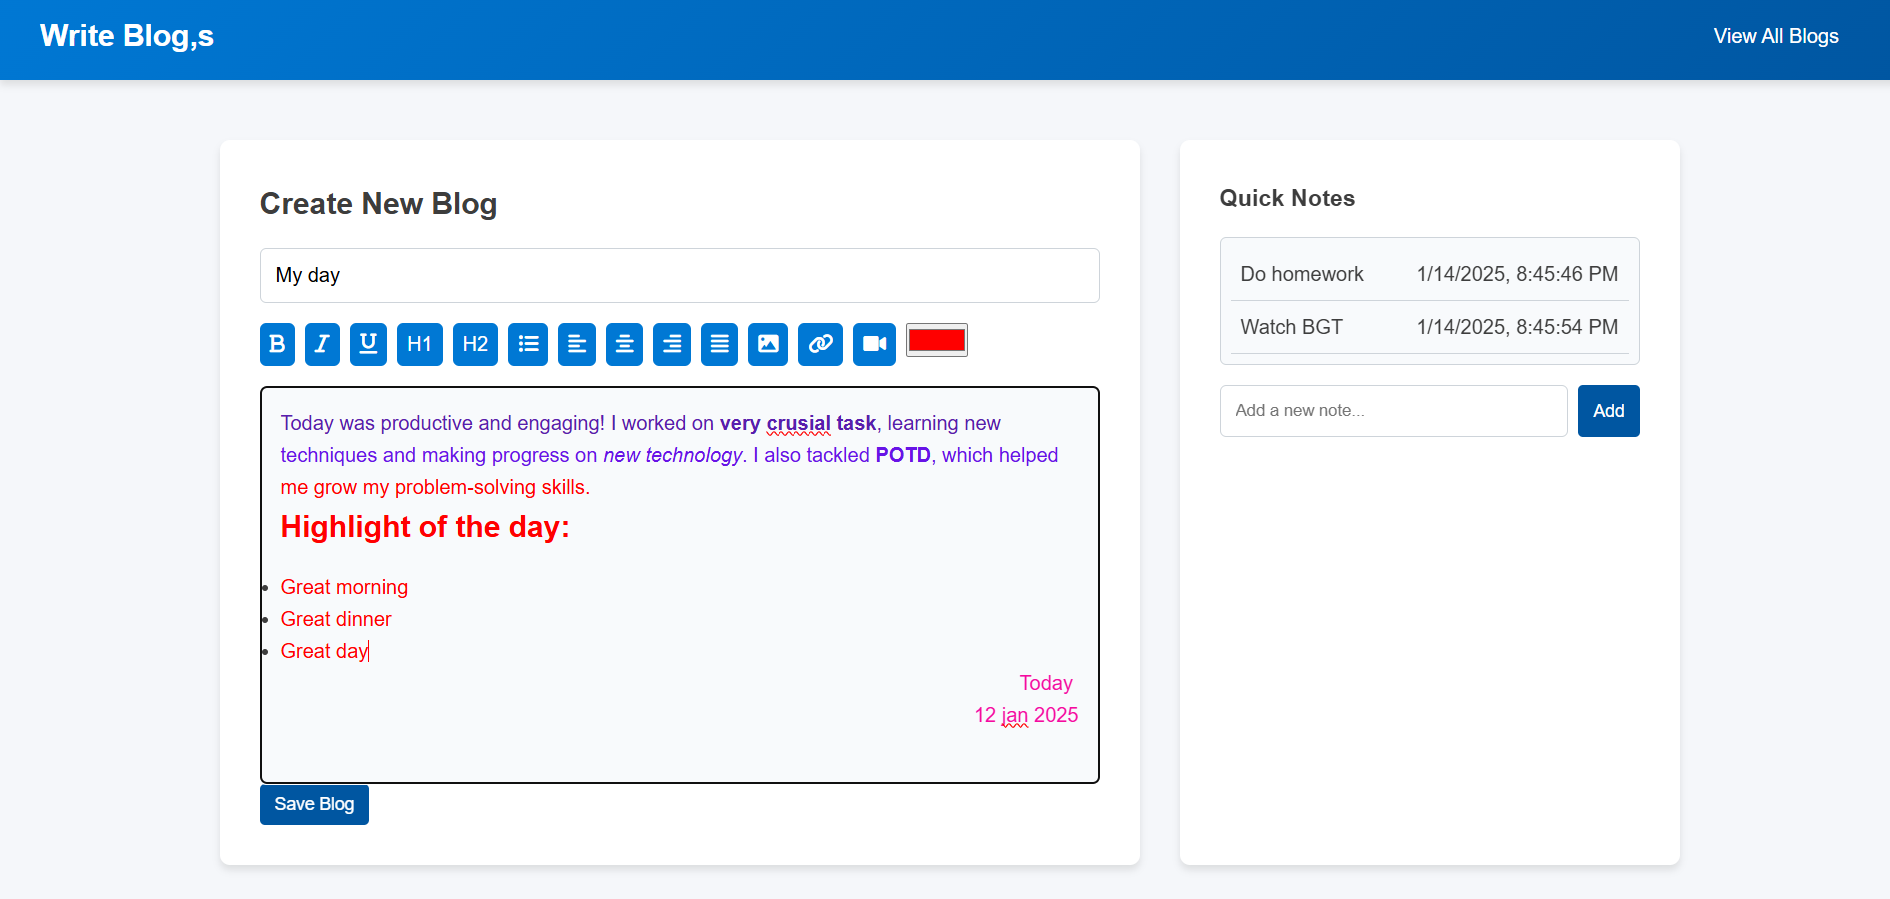 Write Blog,s
View All Blogs
Create New Blog
My day
B I U H1 H2
Today was productive and engaging! I worked on very crusial task, learning new
techniques and making progress on new technology. I also tackled POTD, which helped
me grow my problem-solving skills.
Highlight of the day:
Great morning
Great dinner
Great day
Today
12 jan 2025
Save Blog
Quick Notes
Do homework 1/14/2025, 8:45:46 PM
Watch BGT 1/14/2025, 8:45:54 PM
Add a new note...
Add